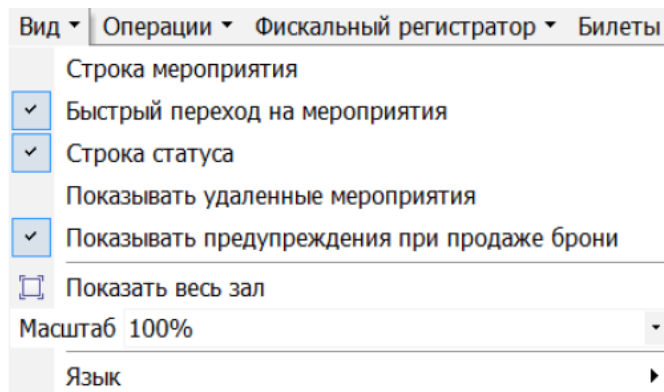 Вид Операции Фискальный регистратор Билеты
Строка мероприятия
Быстрый переход на мероприятия
Строка статуса
Показывать удаленные мероприятия
Показывать предупреждения при продаже брони
Показать весь зал
Масштаб 100%
Язык